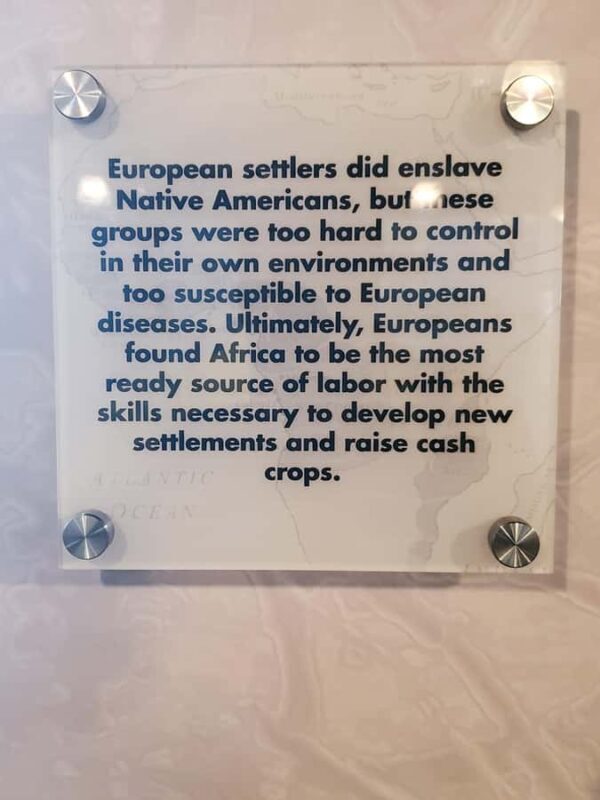 European settlers did enslave
Native Americans, but these
groups were too hard to control
in their own environments and
too susceptible to European
diseases. Ultimately, Europeans
found Africa to be the most
ready source of labor with the
skills necessary to develop new
settlements and raise cash
crops.
ATLANTIC
OCEAN